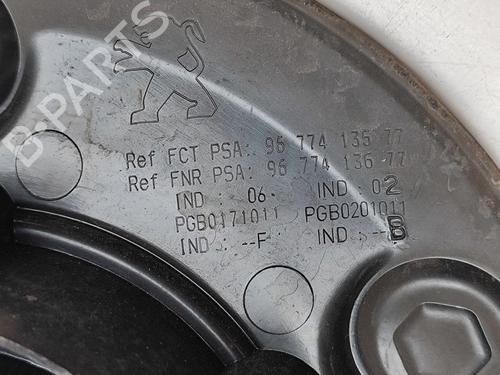 B-PARTS
Ref FCT PSA: 96 774 135 77
Ref FNR PSA: 96 774 136 77
IND : 06- IND : 02
PGB0171011 PGB0201011
IND : --F IND : --B